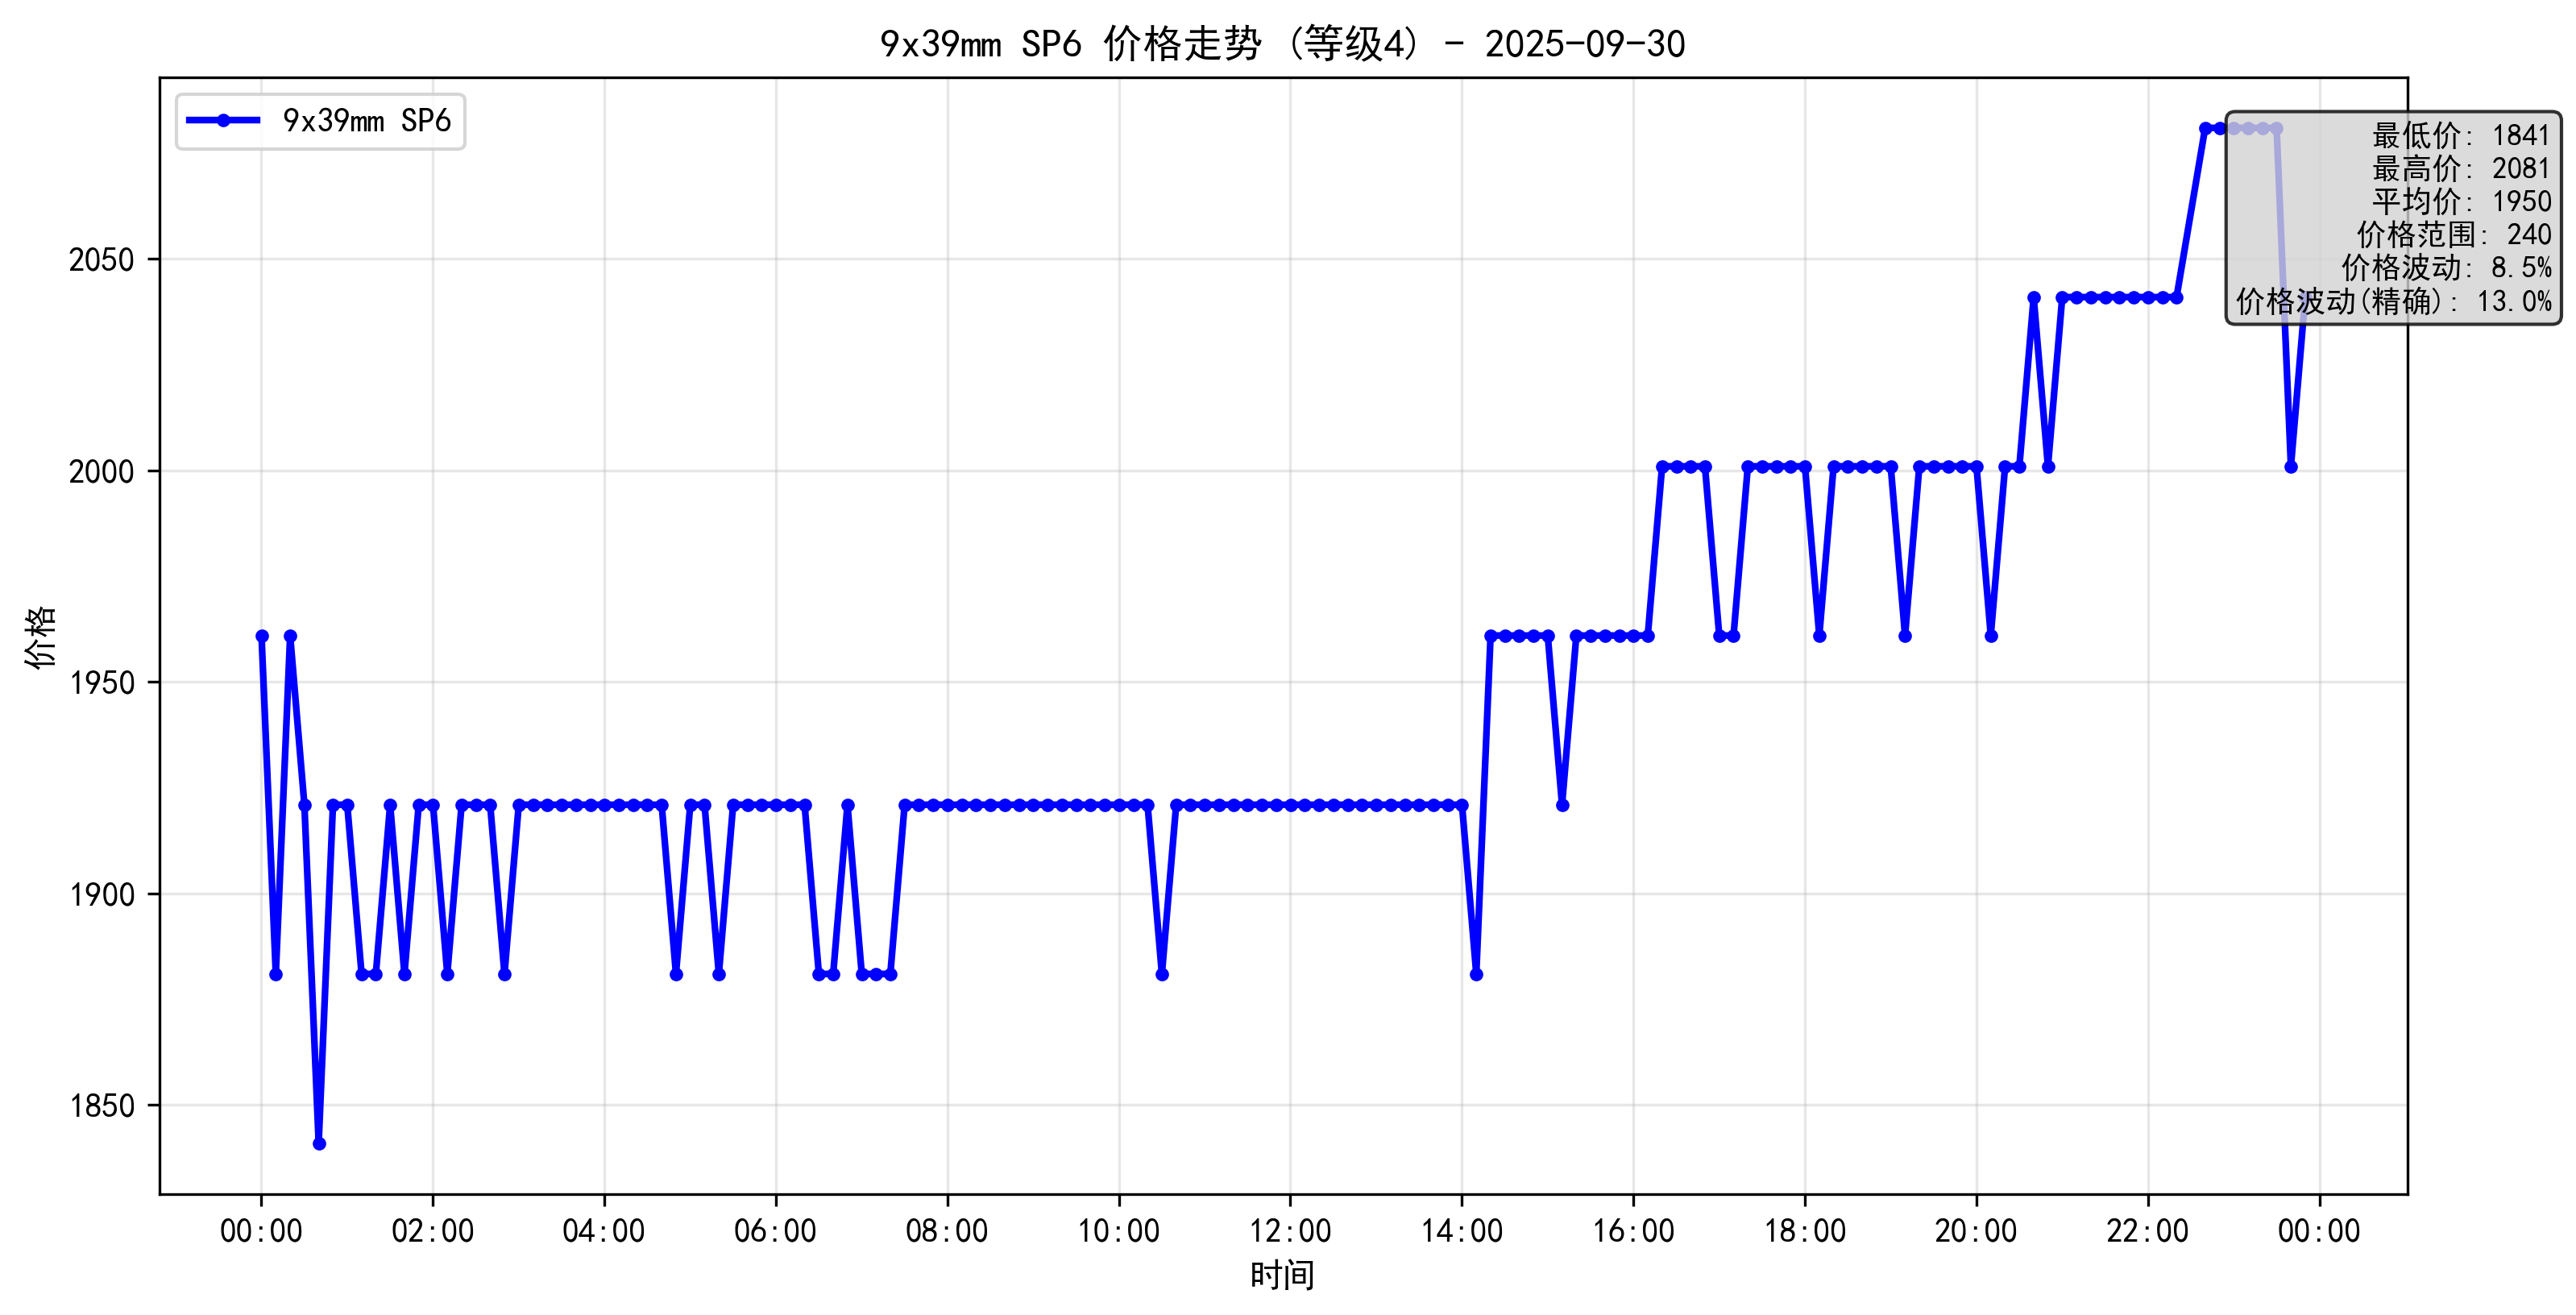 9x39mm SP6 价格走势 (等级4) - 2025-09-30
9x39mm SP6
最低价: 1841
最高价: 2081
平均价: 1950
价格范围: 240
价格波动: 8.5%
价格波动(精确): 13.0%
价格
2050
2000
1950
1900
1850
00:00 02:00 04:00 06:00 08:00 10:00 12:00 14:00 16:00 18:00 20:00 22:00 00:00
时间